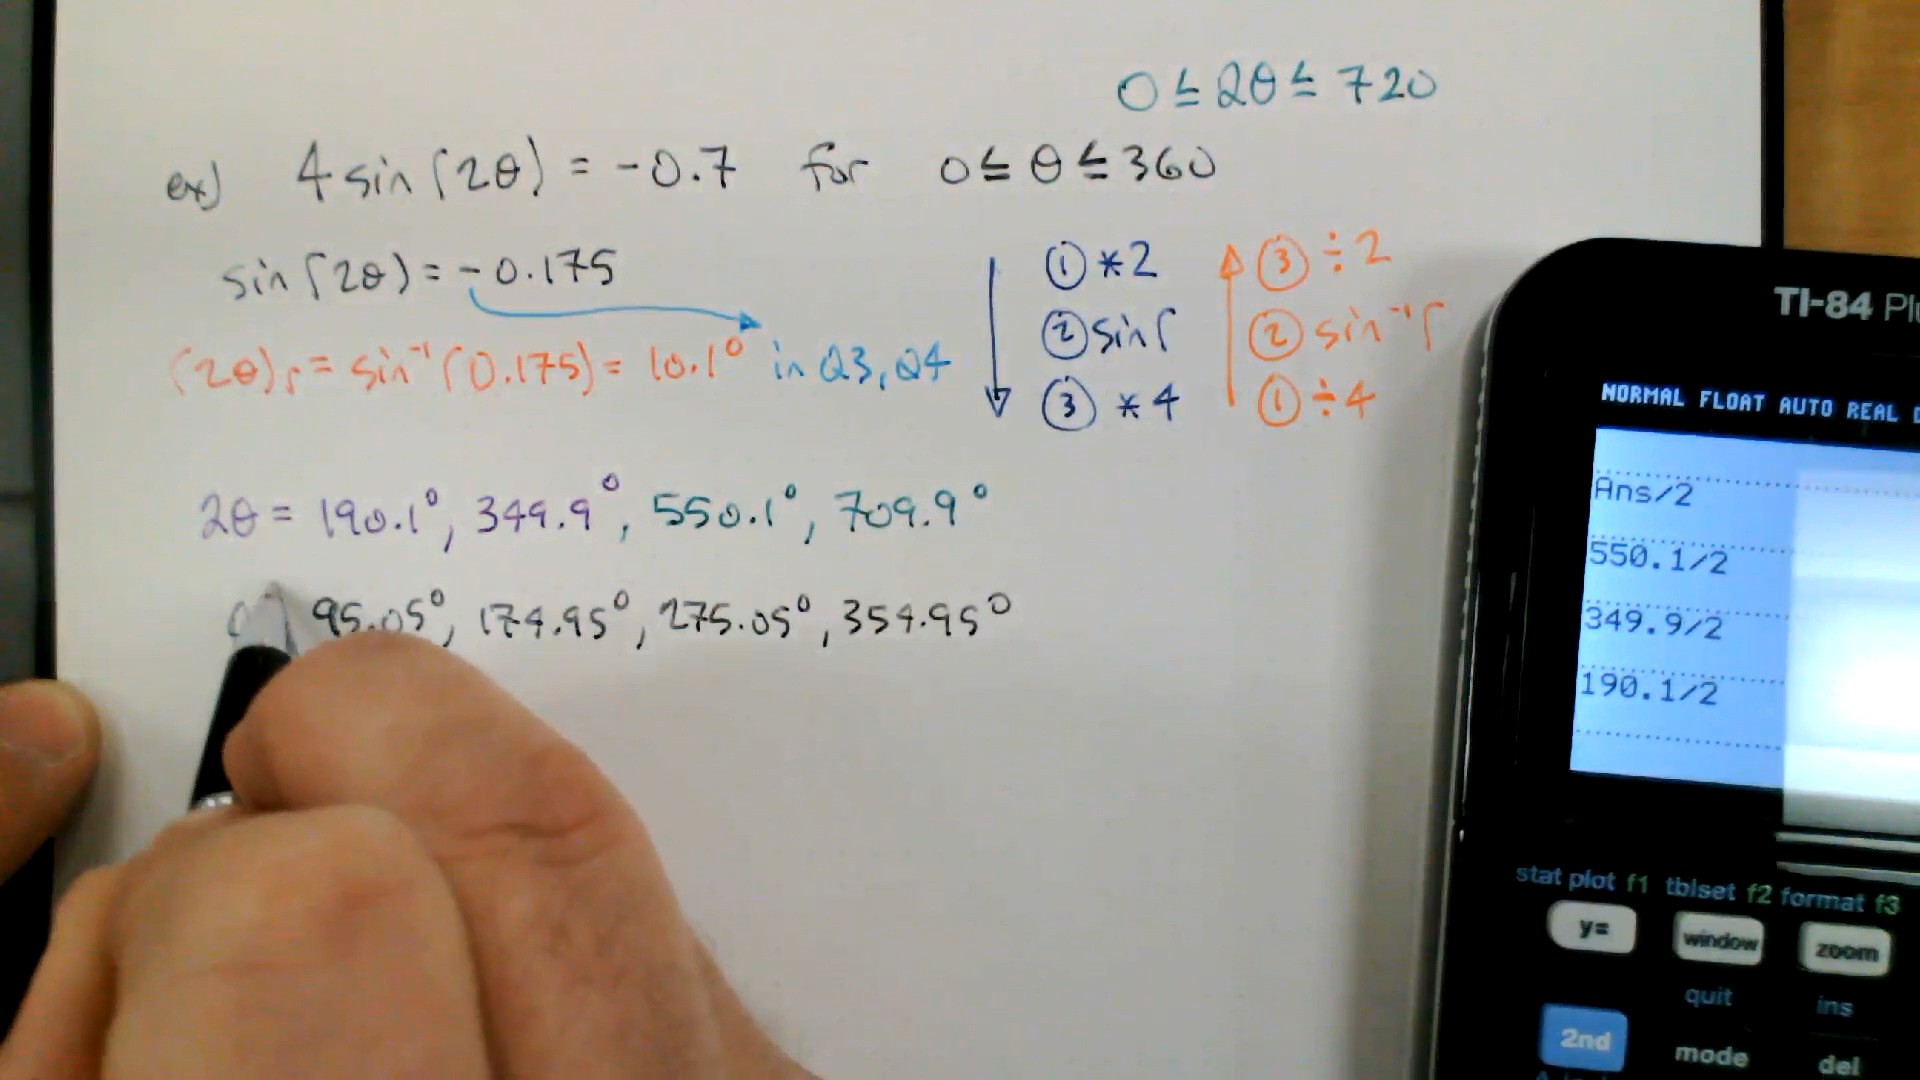 0 ≤ 2θ ≤ 720
ex) 4 sin(2θ) = -0.7 for 0 ≤ θ ≤ 360
sin(2θ) = -0.175
① *2 ③ ÷2
② sin( ② sin⁻¹(
③ *4 ① ÷4
(2θ)r = sin⁻¹(0.175) = 10.1° in Q3, Q4
2θ = 190.1°, 349.9°, 550.1°, 709.9°
95.05°, 174.95°, 275.05°, 354.95°
TI-84
NORMAL FLOAT AUTO REAL
Ans/2
550.1/2
349.9/2
190.1/2
stat plot f1 tblset f2 format f3
y= window zoom
quit ins
2nd mode del